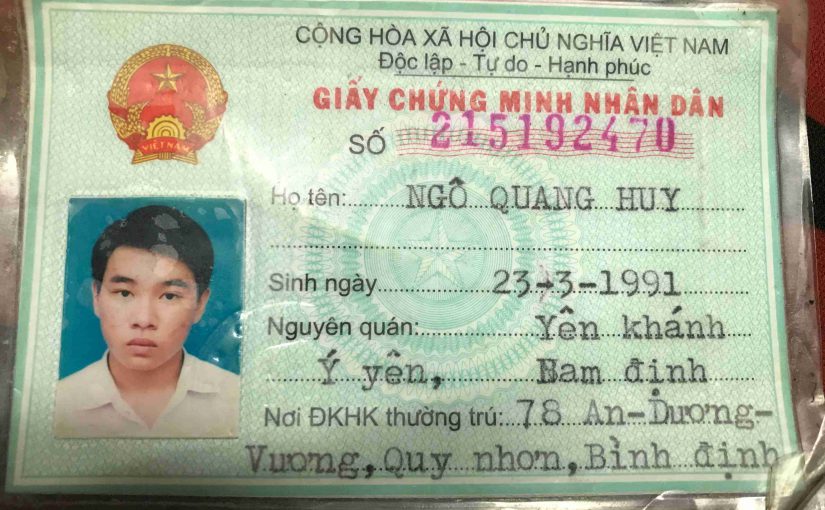 CỘNG HÒA XÃ HỘI CHỦ NGHĨA VIỆT NAM
Độc lập - Tự do - Hạnh phúc
GIẤY CHỨNG MINH NHÂN DÂN
SỐ 215192470
VIỆT NAM
Họ tên: NGÔ QUANG HUY
Sinh ngày 23-3-1991
Nguyên quán: Yên khánh
Ý yên, Nam định
Nơi ĐKHK thường trú: 78 An-Dương-
Vương, Quy nhơn, Bình định